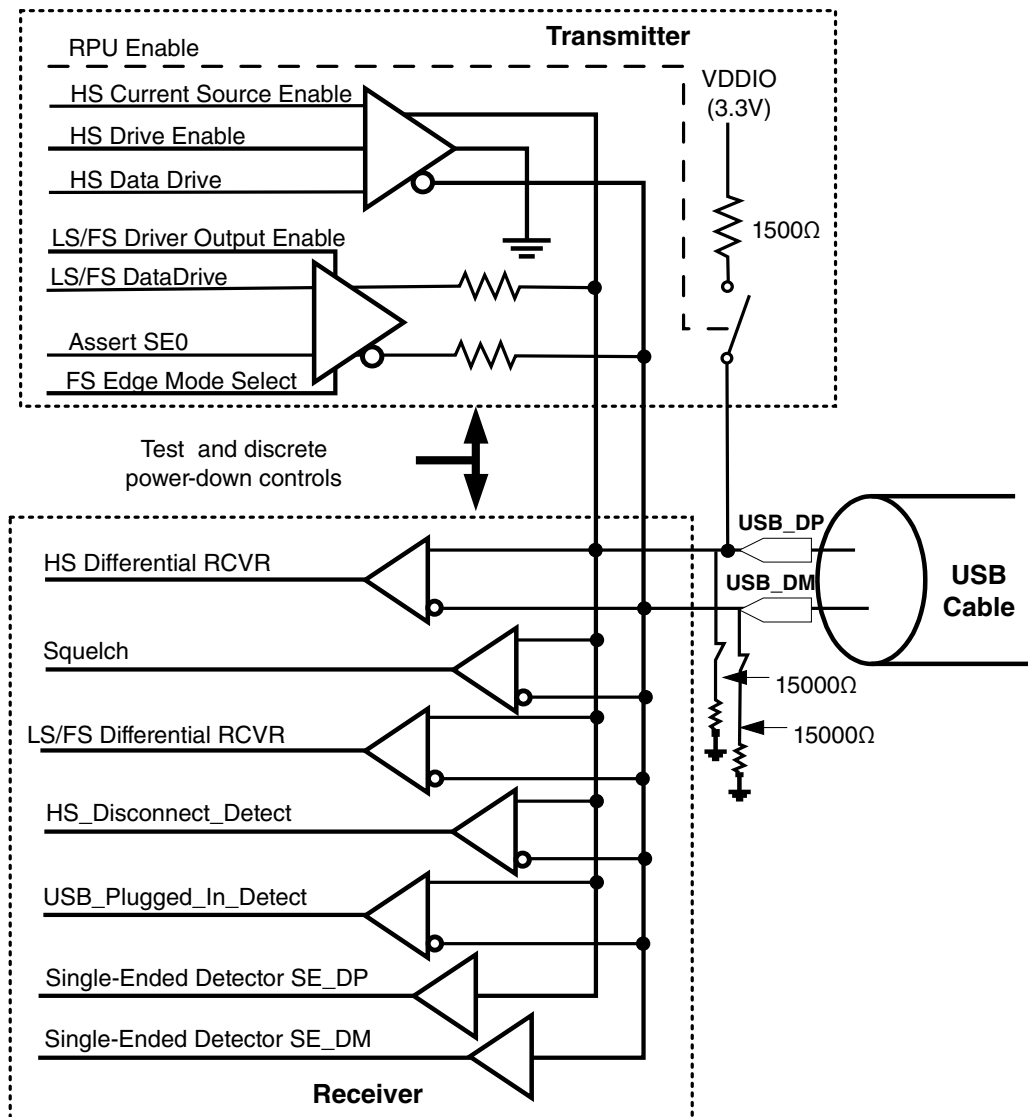 Transmitter
RPU Enable
HS Current Source Enable
HS Drive Enable
HS Data Drive
LS/FS Driver Output Enable
LS/FS DataDrive
Assert SE0
FS Edge Mode Select
VDDIO
(3.3V)
1500Ω
Test and discrete
power-down controls
USB_DP
USB_DM
USB
Cable
15000Ω
15000Ω
HS Differential RCVR
Squelch
LS/FS Differential RCVR
HS_Disconnect_Detect
USB_Plugged_In_Detect
Single-Ended Detector SE_DP
Single-Ended Detector SE_DM
Receiver